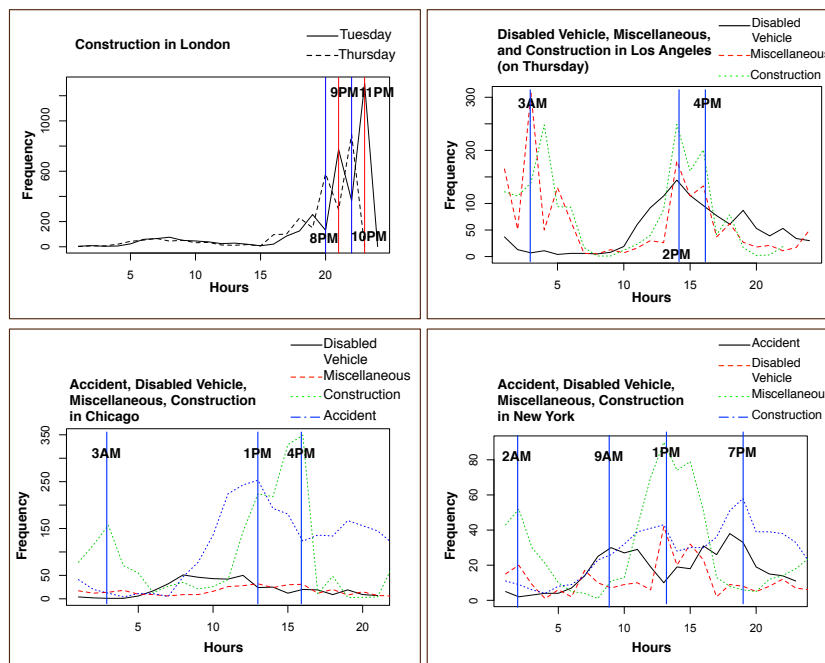 Construction in London
Tuesday
Thursday
9PM 11PM
8PM
10PM
Frequency
0 200 600 1000
5 10 15 20
Hours
Disabled Vehicle, Miscellaneous,
and Construction in Los Angeles
(on Thursday)
Disabled
Vehicle
Miscellaneous
Construction
3AM
4PM
2PM
Frequency
0 50 100 200 300
5 10 15 20
Hours
Accident, Disabled Vehicle,
Miscellaneous, Construction
in Chicago
Disabled
Vehicle
Miscellaneous
Construction
Accident
3AM
1PM
4PM
Frequency
0 50 150 250 350
5 10 15 20
Hours
Accident, Disabled Vehicle,
Miscellaneous, Construction
in New York
Accident
Disabled
Vehicle
Miscellaneous
Construction
2AM
9AM
1PM
7PM
Frequency
0 20 40 60 80
5 10 15 20
Hours